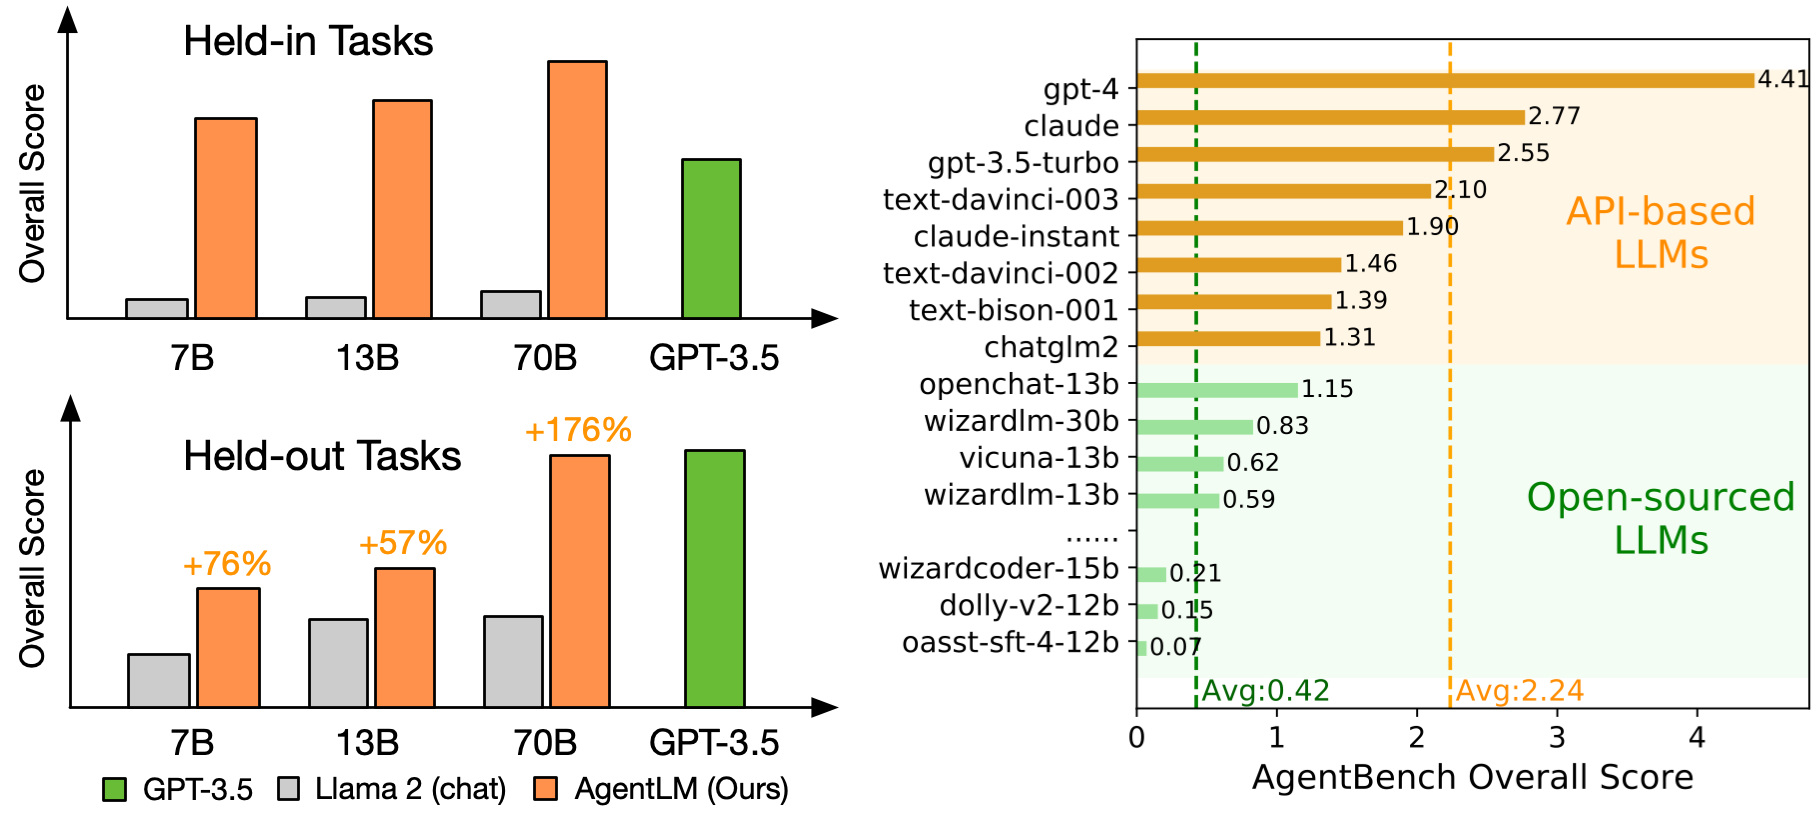 Held-in Tasks
Overall Score
7B
13B
70B
GPT-3.5
Held-out Tasks
Overall Score
+76%
+57%
+176%
7B
13B
70B
GPT-3.5
GPT-3.5
Llama 2 (chat)
AgentLM (Ours)
gpt-4
4.41
claude
2.77
gpt-3.5-turbo
2.55
text-davinci-003
2.10
claude-instant
1.90
text-davinci-002
1.46
text-bison-001
1.39
chatglm2
1.31
openchat-13b
1.15
wizardlm-30b
0.83
vicuna-13b
0.62
wizardlm-13b
0.59
......
wizardcoder-15b
0.21
dolly-v2-12b
0.15
oasst-sft-4-12b
0.07
API-based
LLMs
Open-sourced
LLMs
Avg:0.42
Avg:2.24
0
1
2
3
4
AgentBench Overall Score